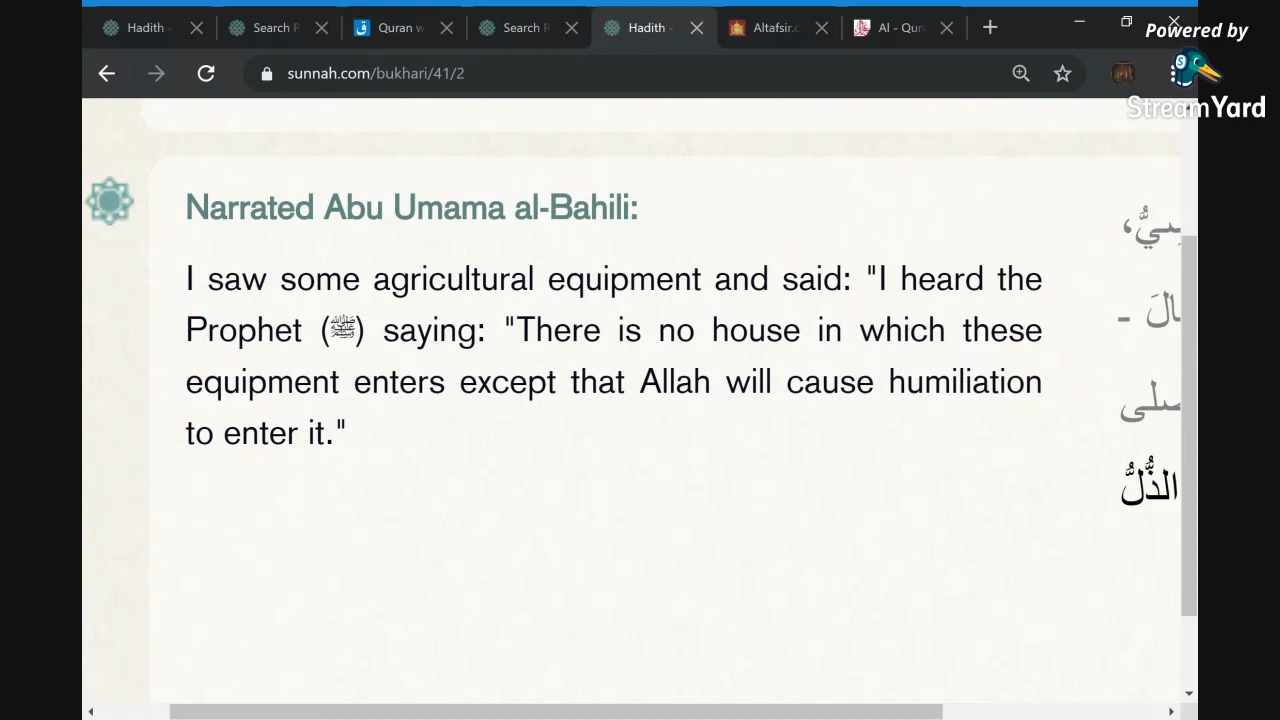 Hadith -
Search R
Quran w
Search R
Hadith -
Altafsir.c
Al - Qur
Powered by
sunnah.com/bukhari/41/2
StreamYard
Narrated Abu Umama al-Bahili:
I saw some agricultural equipment and said: "I heard the
Prophet (ﷺ) saying: "There is no house in which these
equipment enters except that Allah will cause humiliation
to enter it."
الَ -
الذُّلُّ